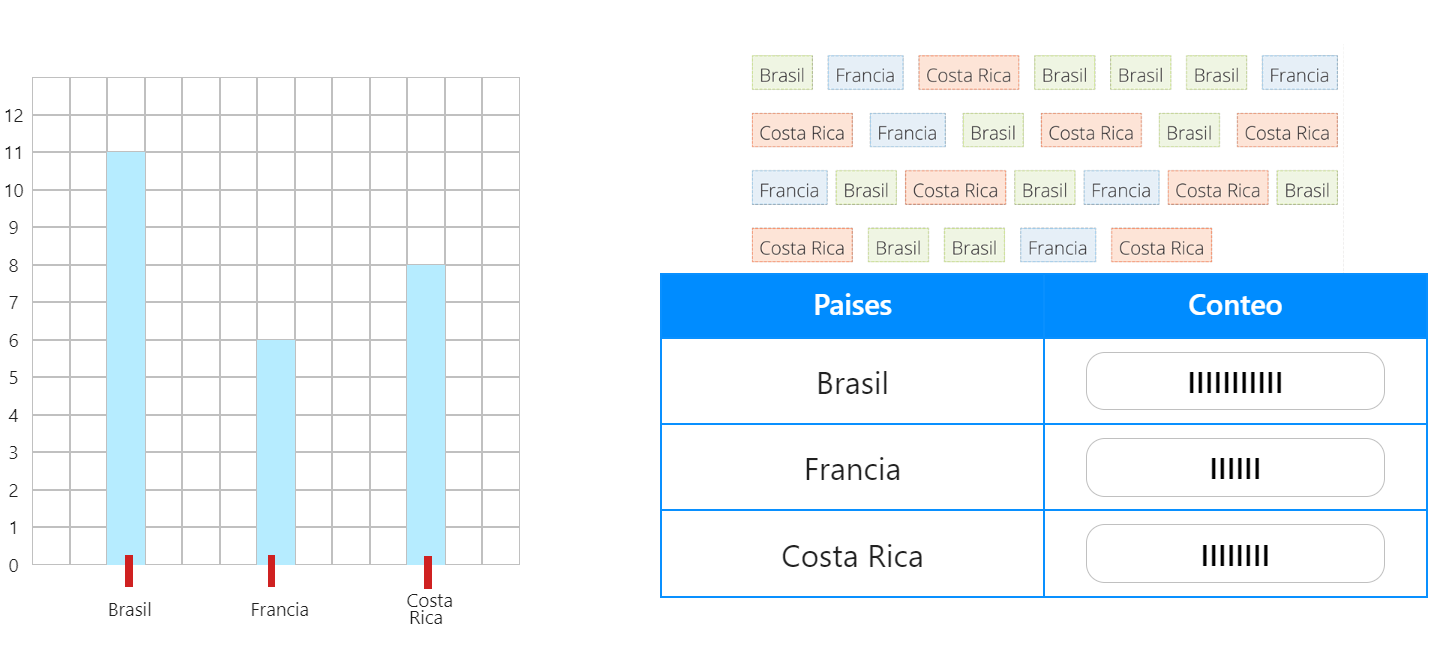 12
11
10
9
8
7
6
5
4
3
2
1
0
Brasil Francia Costa
Rica
Brasil Francia Costa Rica Brasil Brasil Brasil Francia
Costa Rica Francia Brasil Costa Rica Brasil Costa Rica
Francia Brasil Costa Rica Brasil Francia Costa Rica Brasil
Costa Rica Brasil Brasil Francia Costa Rica
Paises Conteo
Brasil IIIIIIIIIII
Francia IIIIII
Costa Rica IIIIIIII